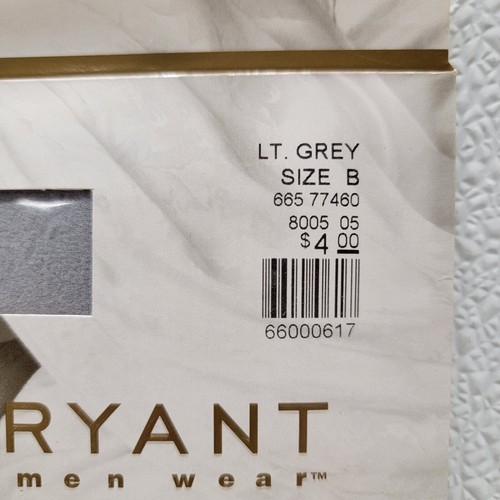 LT. GREY
SIZE B
665 77460
8005 05
$4 00
66000617
RYANT
men wear™